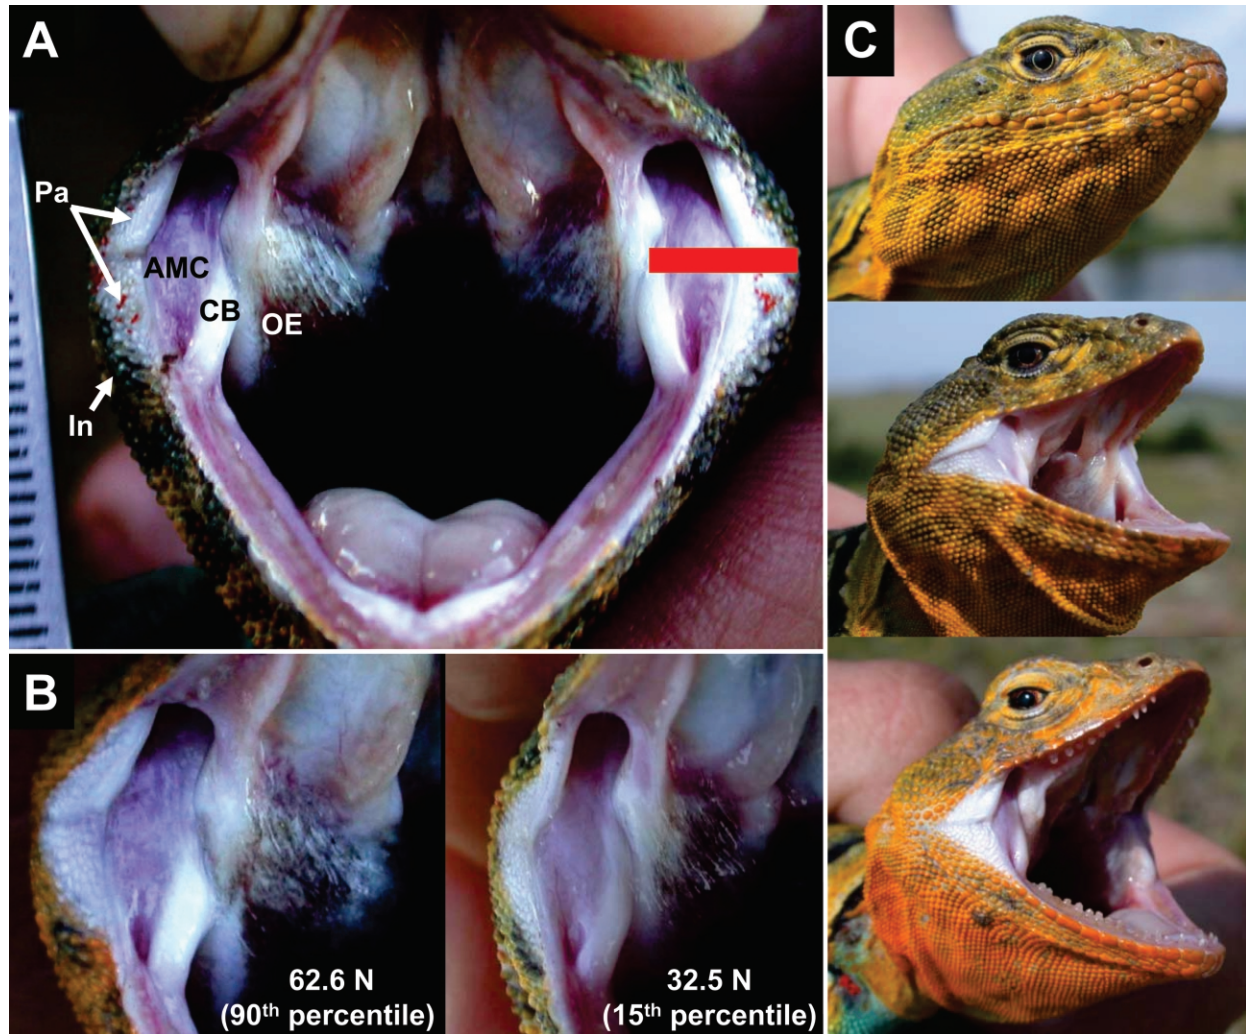 A
Pa
AMC
CB
OE
In
B
62.6 N
(90th percentile)
32.5 N
(15th percentile)
C